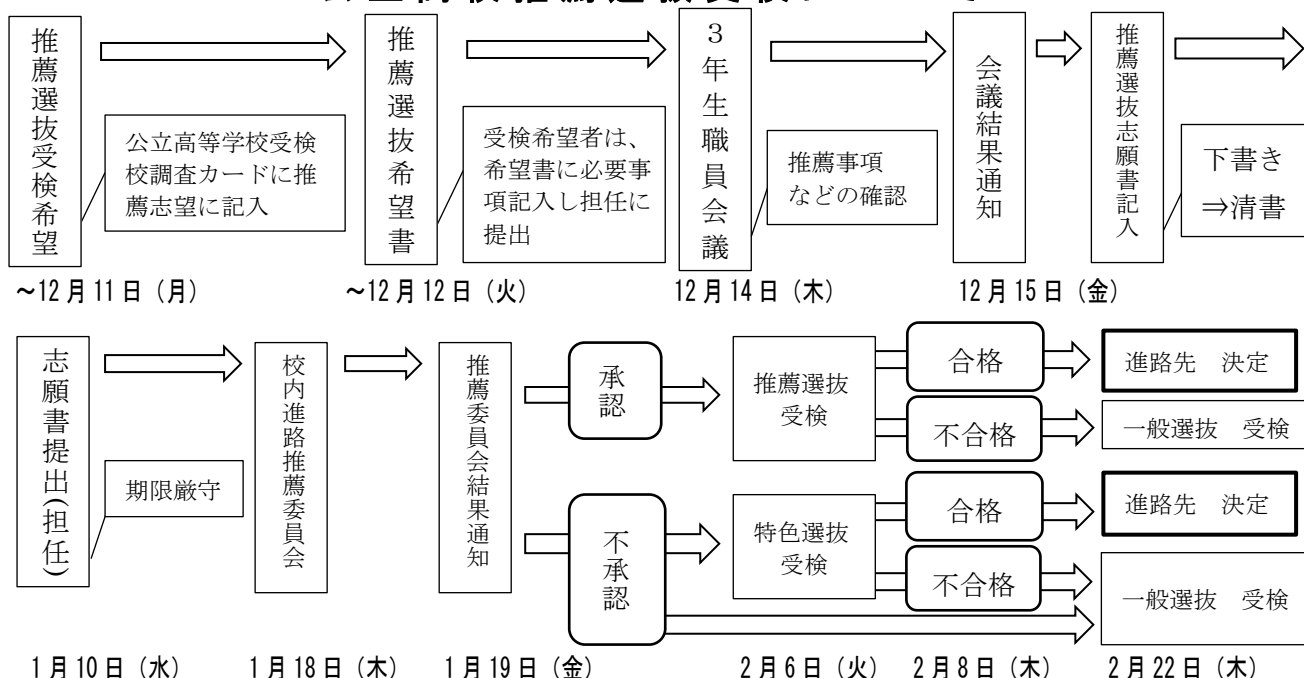 推薦選抜受検希望
公立高等学校受検
校調査カードに推
薦志望に記入
推薦選抜希望書
受検希望者は、
希望書に必要事
項記入し担任に
提出
3年生職員会議
推薦事項
などの確認
会議結果通知
推薦選抜志願書記入
下書き
⇒清書
~12月11日(月)
~12月12日(火)
12月14日(木)
12月15日(金)
志願書提出(担任)
期限厳守
校内進路推薦委員会
推薦委員会結果通知
承認
推薦選抜
受検
合格
進路先 決定
不合格
一般選抜 受検
不承認
特色選抜
受検
合格
進路先 決定
不合格
一般選抜 受検
1月10日(水)
1月18日(木)
1月19日(金)
2月6日(火)
2月8日(木)
2月22日(木)